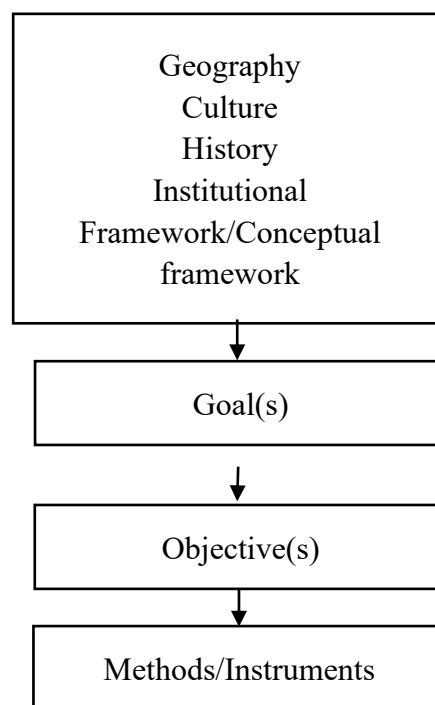 Geography
Culture
History
Institutional
Framework/Conceptual
framework
Goal(s)
Objective(s)
Methods/Instruments